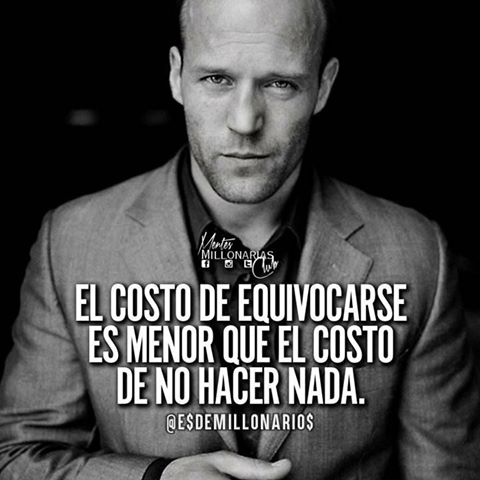 Mentes
MILLONARIAS
Club
EL COSTO DE EQUIVOCARSE
ES MENOR QUE EL COSTO
DE NO HACER NADA.
@E$DEMILLONARIO$